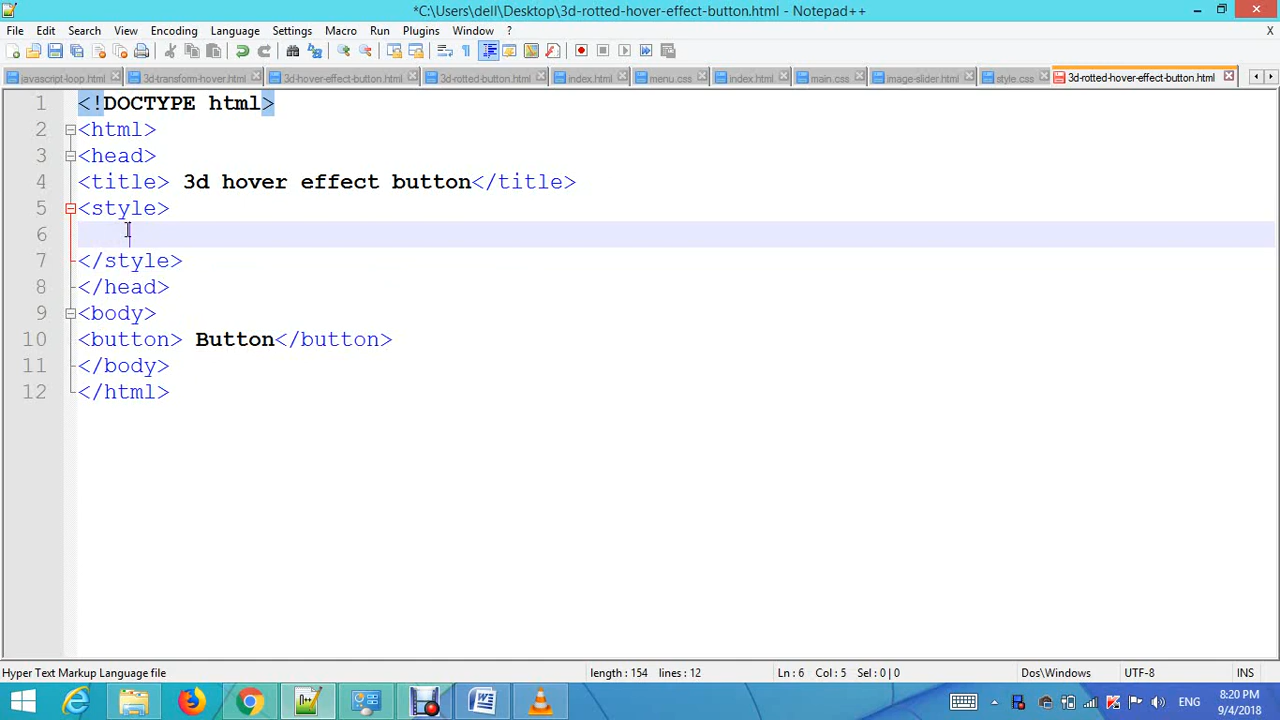 *C:\Users\dell\Desktop\3d-rotted-hover-effect-button.html - Notepad++
File Edit Search View Encoding Language Settings Macro Run Plugins Window ? X
javascript-loop.html 3d-transform-hover.html 3d-hover-effect-button.html 3d-rotted-button.html index.html menu.css index.html main.css image-slider.html style.css 3d-rotted-hover-effect-button.html
1 <!DOCTYPE html>
2 <html>
3 <head>
4 <title> 3d hover effect button</title>
5 <style>
6
7 </style>
8 </head>
9 <body>
10 <button> Button</button>
11 </body>
12 </html>
Hyper Text Markup Language file length : 154 lines : 12 Ln : 6 Col : 5 Sel : 0 | 0 Dos\Windows UTF-8 INS
ENG 8:20 PM
9/4/2018